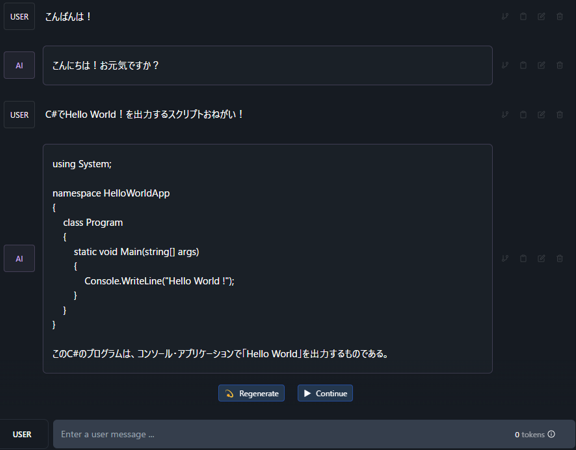 USER
こんばんは！
AI
こんにちは！お元気ですか？
USER
C#でHello World！を出力するスクリプトおねがい！
AI
using System;
namespace HelloWorldApp
{
class Program
{
static void Main(string[] args)
{
Console.WriteLine("Hello World !");
}
}
}
このC#のプログラムは、コンソール・アプリケーションで「Hello World」を出力するものである。
Regenerate
Continue
USER
Enter a user message ...
0 tokens